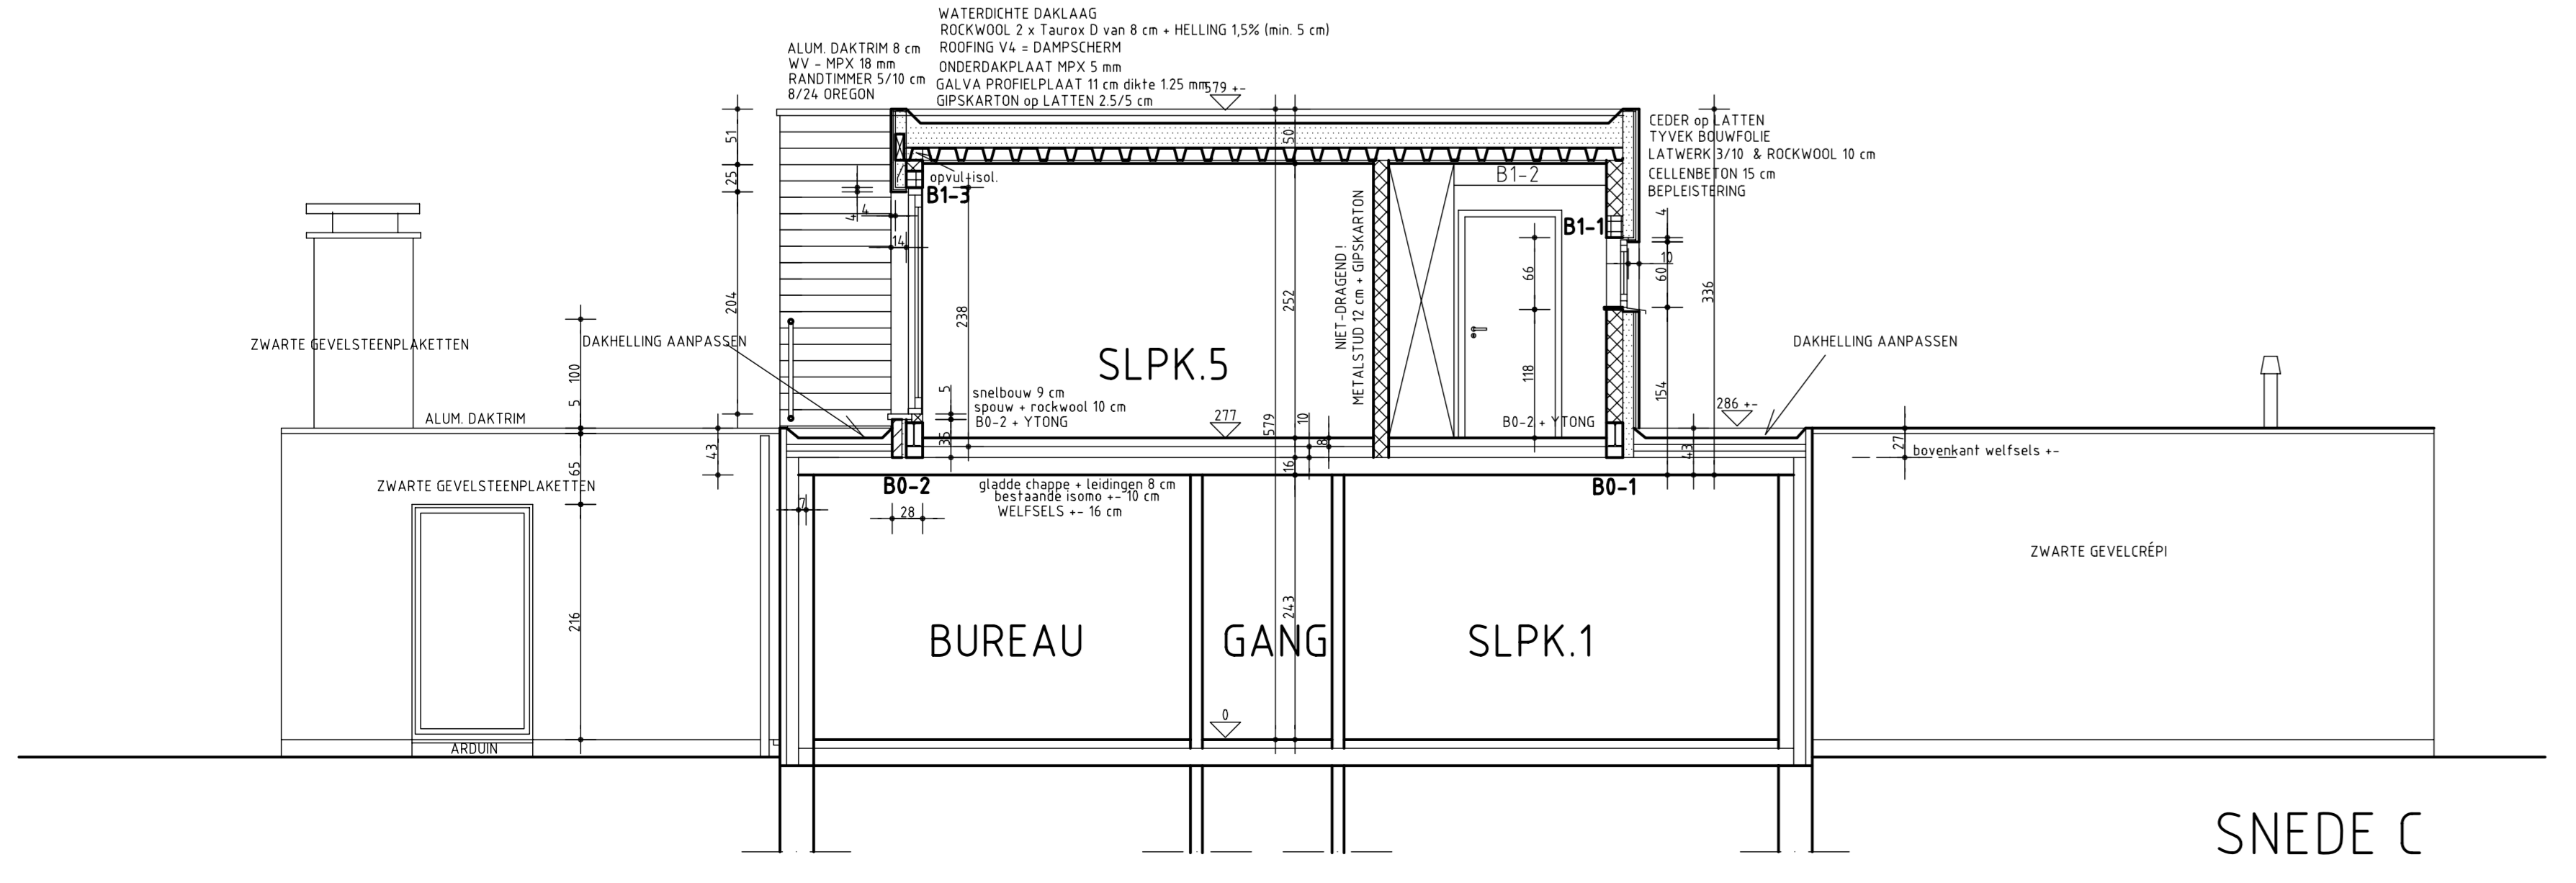 WATERDICHTE DAKLAAG
ROCKWOOL 2 x Taurox D van 8 cm + HELLING 1,5% (min. 5 cm)
ROOFING V4 = DAMPSCHERM
ONDERDAKPLAAT MPX 5 mm
GALVA PROFIELPLAAT 11 cm dikte 1.25 mm
GIPSKARTON op LATTEN 2.5/5 cm
ALUM. DAKTRIM 8 cm
WV - MPX 18 mm
RANDTIMMER 5/10 cm
8/24 OREGON
579 +-
CEDER op LATTEN
TYVEK BOUWFOLIE
LATWERK 3/10 & ROCKWOOL 10 cm
CELLENBETON 15 cm
BEPLEISTERING
51
25
204
50
opvul-isol.
B1-3
B1-2
B1-1
4
4
14
238
252
NIET-DRAGEND !
METALSTUD 12 cm + GIPSKARTON
66
118
4
10
60
154
336
ZWARTE GEVELSTEENPLAKETTEN
DAKHELLING AANPASSEN
DAKHELLING AANPASSEN
SLPK.5
100
5
ALUM. DAKTRIM
5
35
snelbouw 9 cm
spouw + rockwool 10 cm
B0-2 + YTONG
277
579
10
8
16
B0-2 + YTONG
286 +-
43
43
27
bovenkant welfsels +-
65
ZWARTE GEVELSTEENPLAKETTEN
B0-2
28
7
gladde chappe + leidingen 8 cm
bestaande isomo +- 10 cm
WELFSELS +- 16 cm
B0-1
ZWARTE GEVELCRÉPI
216
243
BUREAU
GANG
SLPK.1
0
ARDUIN
SNEDE C